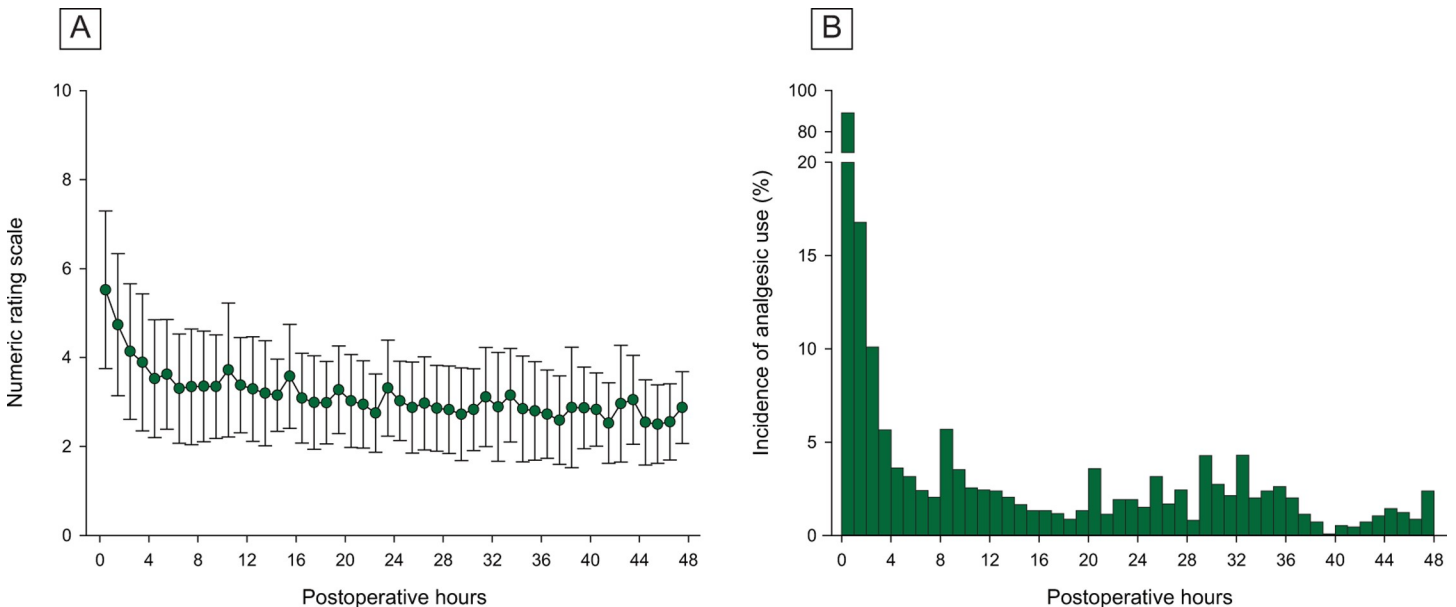 A
Numeric rating scale
10
8
6
4
2
0
0 4 8 12 16 20 24 28 32 36 40 44 48
Postoperative hours
B
Incidence of analgesic use (%)
100
80
20
15
10
5
0
0 4 8 12 16 20 24 28 32 36 40 44 48
Postoperative hours